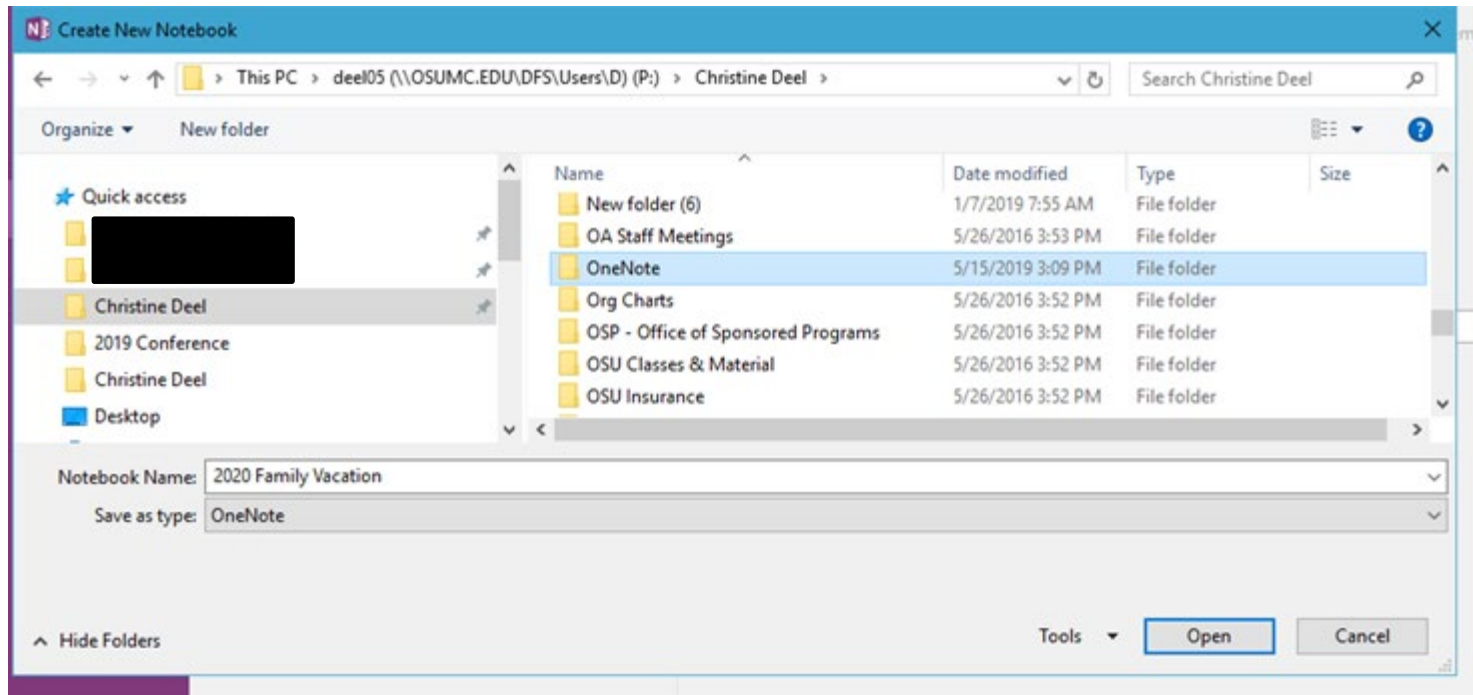 Create New Notebook
This PC > deel05 (\\OSUMC.EDU\DFS\Users\D) (P:) > Christine Deel >
Search Christine Deel
Organize
New folder
Quick access
Christine Deel
2019 Conference
Christine Deel
Desktop
Name Date modified Type Size
New folder (6) 1/7/2019 7:55 AM File folder
OA Staff Meetings 5/26/2016 3:53 PM File folder
OneNote 5/15/2019 3:09 PM File folder
Org Charts 5/26/2016 3:52 PM File folder
OSP - Office of Sponsored Programs 5/26/2016 3:52 PM File folder
OSU Classes & Material 5/26/2016 3:52 PM File folder
OSU Insurance 5/26/2016 3:52 PM File folder
Notebook Name: 2020 Family Vacation
Save as type: OneNote
Hide Folders
Tools
Open
Cancel